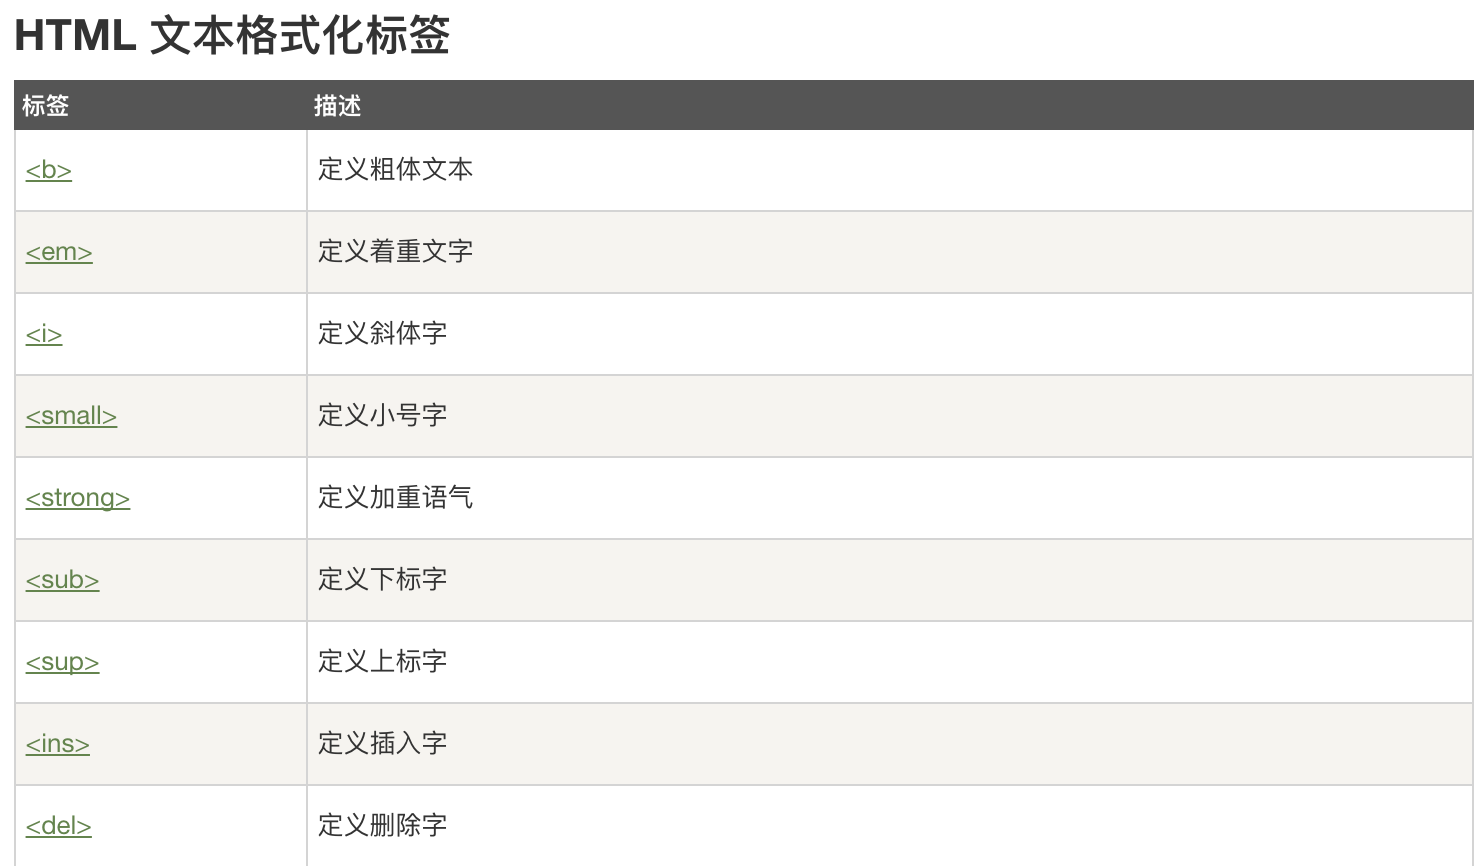 HTML 文本格式化标签
标签 描述
<b> 定义粗体文本
<em> 定义着重文字
<i> 定义斜体字
<small> 定义小号字
<strong> 定义加重语气
<sub> 定义下标字
<sup> 定义上标字
<ins> 定义插入字
<del> 定义删除字